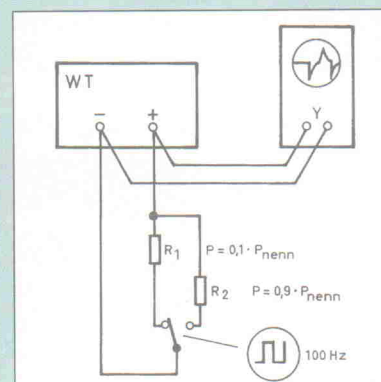 WT
− +
Y
R1 P=0,1·Pnenn
R2 P=0,9·Pnenn
100 Hz